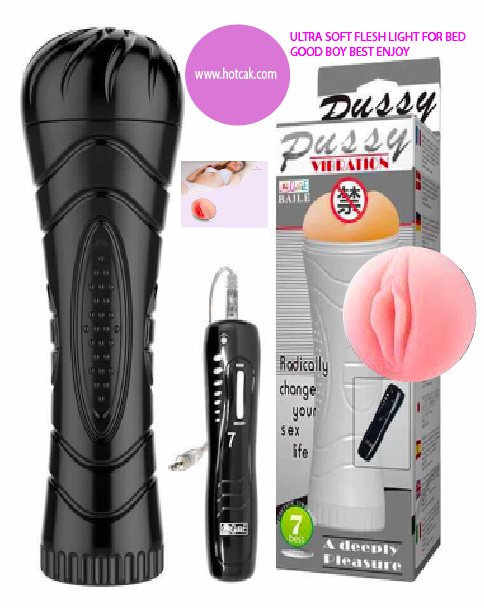 ULTRA SOFT FLESH LIGHT FOR BED
GOOD BOY BEST ENJOY
www.hotcak.com
Pussy
Pussy
VIBRATION
BAILE
禁
Radically
change
your
sex
life
7
7
A deeply
Pleasure